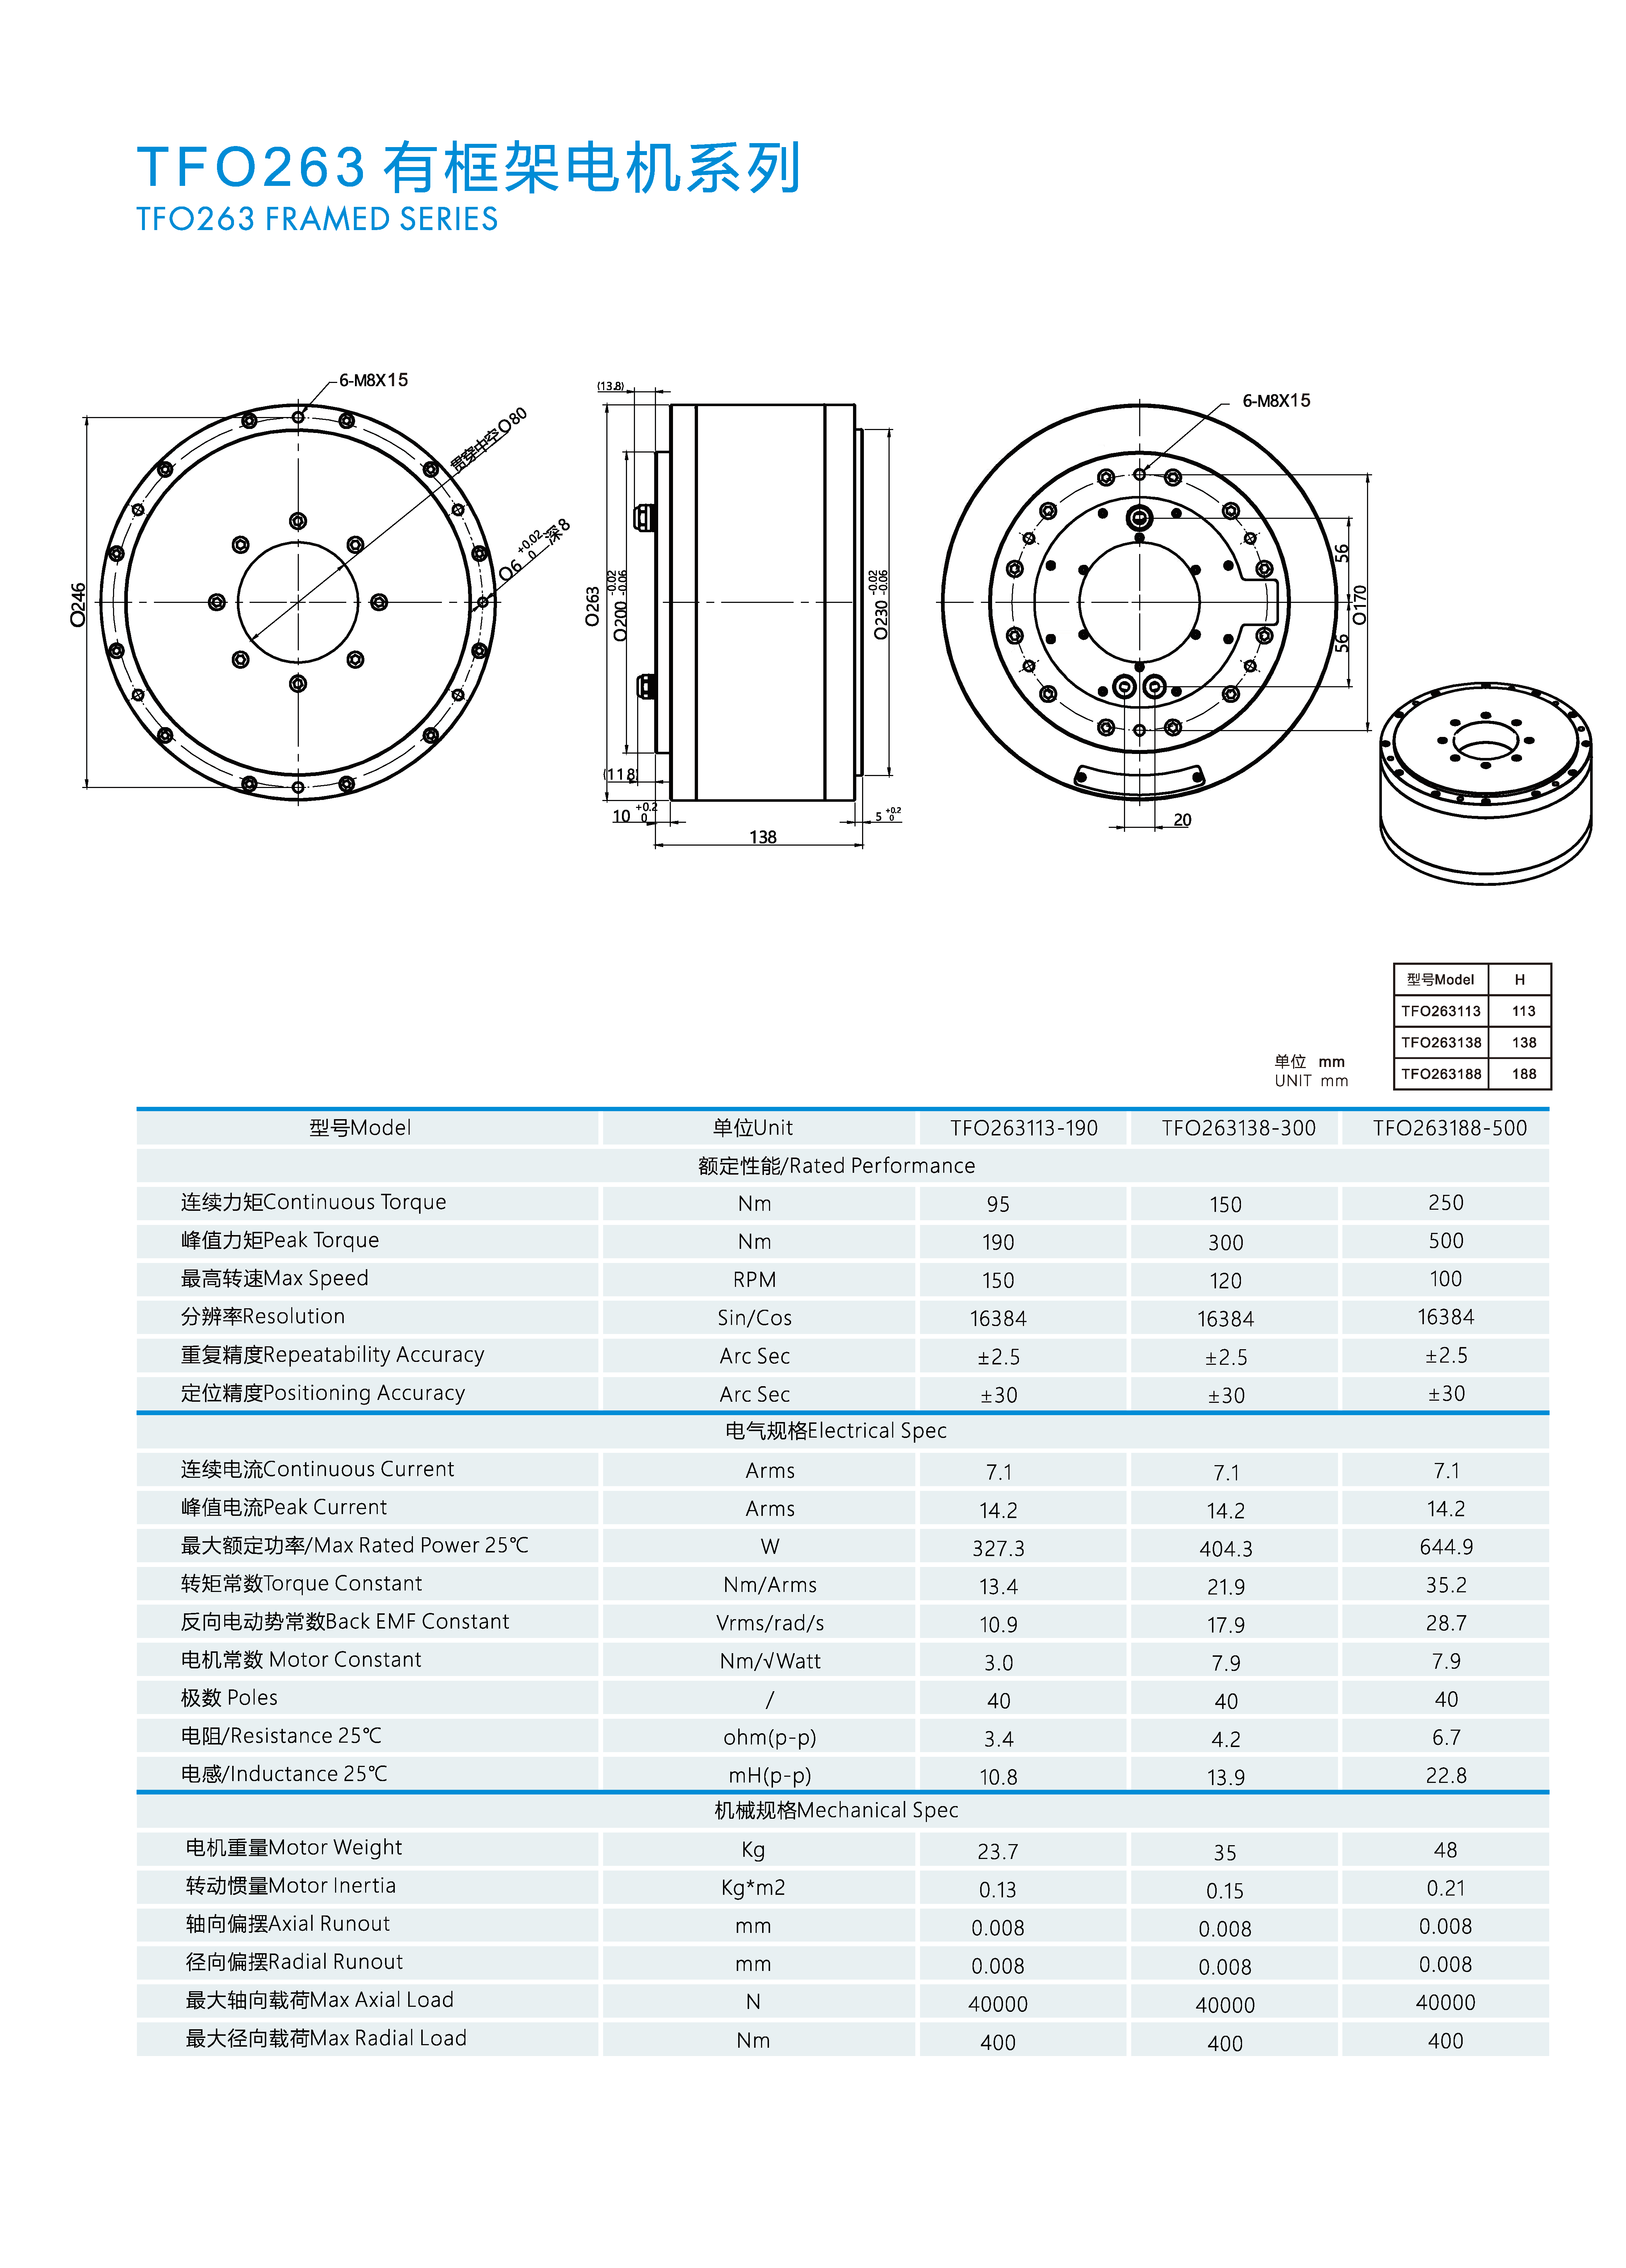 TFO263 有框架电机系列
TFO263 FRAMED SERIES
6-M8X15
贯穿中空O80
O6 +0.02 0 深8
O246
(13.8)
O263
O200 -0.02 -0.06
O230 -0.02 -0.06
(11.8)
10 +0.2 0
5 +0.2 0
138
6-M8X15
56
O170
56
20
型号Model H
TFO263113 113
TFO263138 138
TFO263188 188
单位 mm
UNIT mm
型号Model 单位Unit TFO263113-190 TFO263138-300 TFO263188-500
额定性能/Rated Performance
连续力矩Continuous Torque Nm 95 150 250
峰值力矩Peak Torque Nm 190 300 500
最高转速Max Speed RPM 150 120 100
分辨率Resolution Sin/Cos 16384 16384 16384
重复精度Repeatability Accuracy Arc Sec ±2.5 ±2.5 ±2.5
定位精度Positioning Accuracy Arc Sec ±30 ±30 ±30
电气规格Electrical Spec
连续电流Continuous Current Arms 7.1 7.1 7.1
峰值电流Peak Current Arms 14.2 14.2 14.2
最大额定功率/Max Rated Power 25℃ W 327.3 404.3 644.9
转矩常数Torque Constant Nm/Arms 13.4 21.9 35.2
反向电动势常数Back EMF Constant Vrms/rad/s 10.9 17.9 28.7
电机常数 Motor Constant Nm/√Watt 3.0 7.9 7.9
极数 Poles / 40 40 40
电阻/Resistance 25℃ ohm(p-p) 3.4 4.2 6.7
电感/Inductance 25℃ mH(p-p) 10.8 13.9 22.8
机械规格Mechanical Spec
电机重量Motor Weight Kg 23.7 35 48
转动惯量Motor Inertia Kg*m2 0.13 0.15 0.21
轴向偏摆Axial Runout mm 0.008 0.008 0.008
径向偏摆Radial Runout mm 0.008 0.008 0.008
最大轴向载荷Max Axial Load N 40000 40000 40000
最大径向载荷Max Radial Load Nm 400 400 400